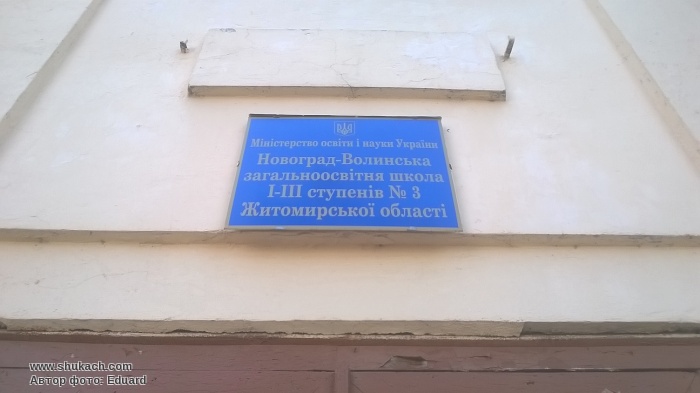 Міністерство освіти і науки України
Новоград-Волинська
загальноосвітня школа
І-ІІІ ступенів № 3
Житомирської області
www.shukach.com
Автор фото: Eduard